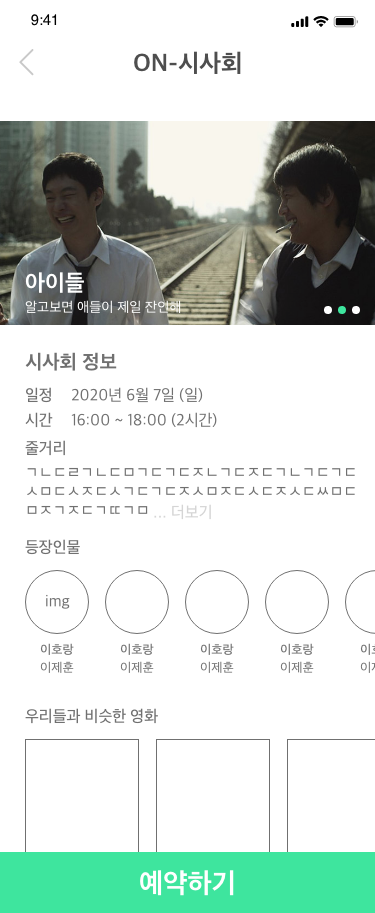 9:41
ON-시사회
아이들
알고보면 애들이 제일 잔인해
시사회 정보
일정 2020년 6월 7일 (일)
시간 16:00 ~ 18:00 (2시간)
줄거리
ㄱㄴㄷㄹㄱㄴㄷㅁㄱㄷㄱㄷㅈㄴㄱㄷㅈㄷㄱㄴㄱㄷㄱㄷ
ㅅㅁㄷㅅㅈㄷㅅㄱㄷㄱㄷㅈㅅㅁㅈㄷㅅㄷㅈㅅㄷㅆㅁㄷ
ㅁㅈㄱㅈㄷㄱㄸㄱㅁ ... 더보기
등장인물
img
이호랑 이호랑 이호랑 이호랑
이제훈 이제훈 이제훈 이제훈
우리들과 비슷한 영화
예약하기